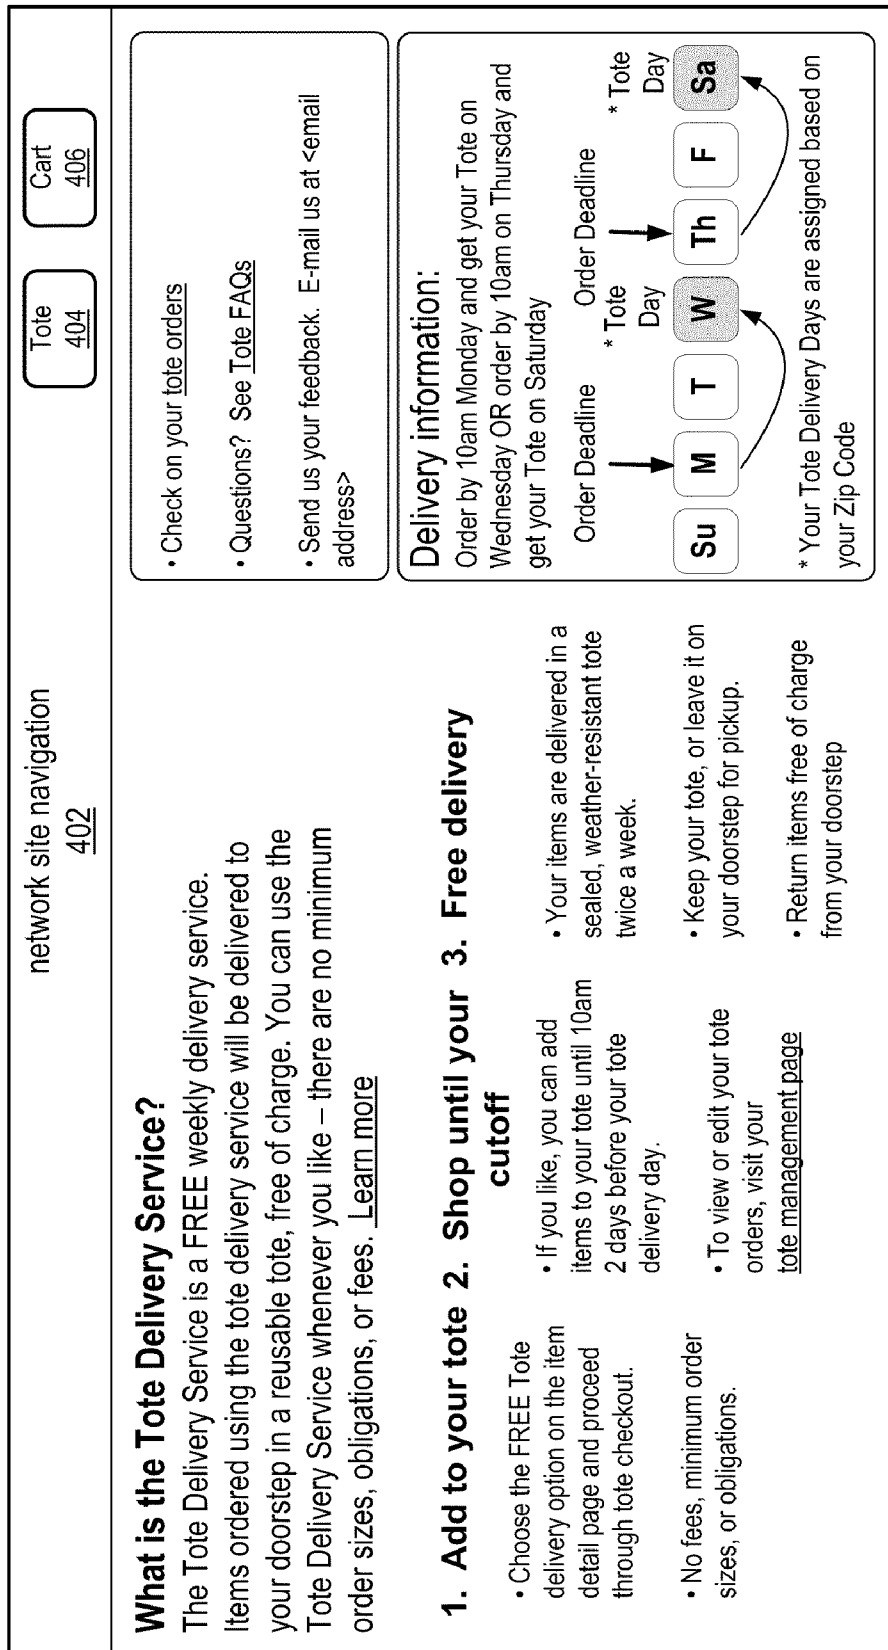 network site navigation
402
Tote
404
Cart
406
What is the Tote Delivery Service?
The Tote Delivery Service is a FREE weekly delivery service.
Items ordered using the tote delivery service will be delivered to
your doorstep in a reusable tote, free of charge. You can use the
Tote Delivery Service whenever you like – there are no minimum
order sizes, obligations, or fees. Learn more
• Check on your tote orders
• Questions? See Tote FAQs
• Send us your feedback. E-mail us at <email
address>
1. Add to your tote
• Choose the FREE Tote
delivery option on the item
detail page and proceed
through tote checkout.
• No fees, minimum order
sizes, or obligations.
2. Shop until your
cutoff
• If you like, you can add
items to your tote until 10am
2 days before your tote
delivery day.
• To view or edit your tote
orders, visit your
tote management page
3. Free delivery
• Your items are delivered in a
sealed, weather-resistant tote
twice a week.
• Keep your tote, or leave it on
your doorstep for pickup.
• Return items free of charge
from your doorstep
Delivery information:
Order by 10am Monday and get your Tote on
Wednesday OR order by 10am on Thursday and
get your Tote on Saturday
Order Deadline
* Tote
Day
Order Deadline
* Tote
Day
Su M T W Th F Sa
* Your Tote Delivery Days are assigned based on
your Zip Code